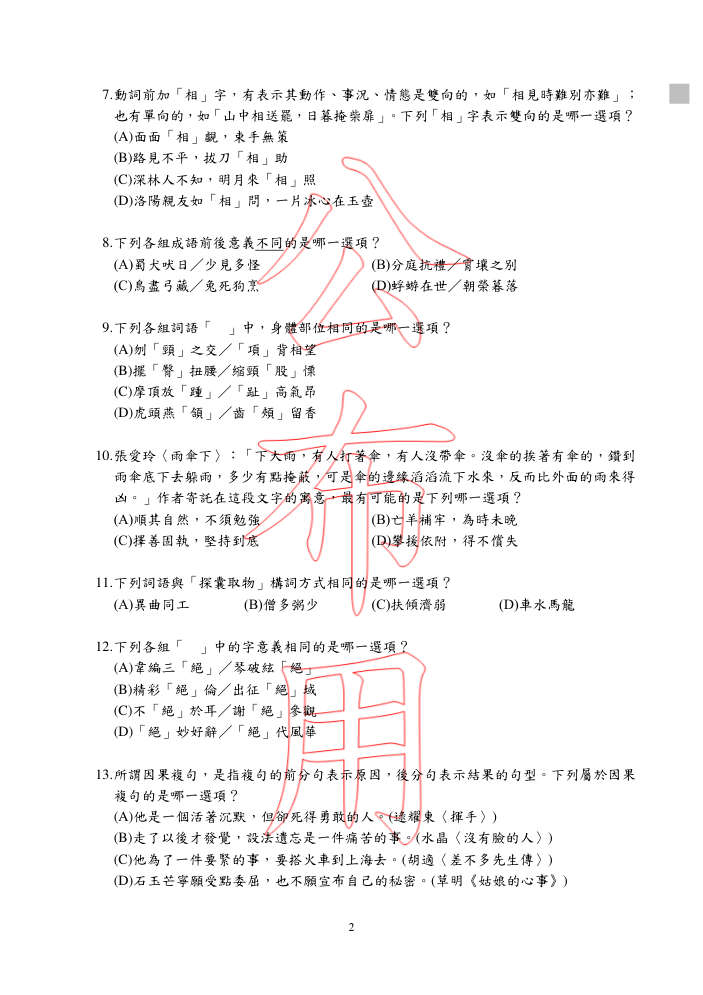 7.動詞前加「相」字，有表示其動作、事況、情態是雙向的，如「相見時難別亦難」；
也有單向的，如「山中相送罷，日暮掩柴扉」。下列「相」字表示雙向的是哪一選項？
(A)面面「相」覷，束手無策
(B)路見不平，拔刀「相」助
(C)深林人不知，明月來「相」照
(D)洛陽親友如「相」問，一片冰心在玉壺
8.下列各組成語前後意義不同的是哪一選項？
(A)蜀犬吠日／少見多怪 (B)分庭抗禮／霄壤之別
(C)鳥盡弓藏／兔死狗烹 (D)蜉蝣在世／朝榮暮落
9.下列各組詞語「　」中，身體部位相同的是哪一選項？
(A)刎「頸」之交／「項」背相望
(B)擺「臀」扭腰／縮頸「股」慄
(C)摩頂放「踵」／「趾」高氣昂
(D)虎頭燕「頷」／齒「頰」留香
10.張愛玲〈雨傘下〉：「下大雨，有人打著傘，有人沒帶傘。沒傘的挨著有傘的，鑽到
雨傘底下去躲雨，多少有點掩蔽，可是傘的邊緣滔滔流下水來，反而比外面的雨來得
凶。」作者寄託在這段文字的寓意，最有可能的是下列哪一選項？
(A)順其自然，不須勉強 (B)亡羊補牢，為時未晚
(C)擇善固執，堅持到底 (D)攀援依附，得不償失
11.下列詞語與「探囊取物」構詞方式相同的是哪一選項？
(A)異曲同工 (B)僧多粥少 (C)扶傾濟弱 (D)車水馬龍
12.下列各組「　」中的字意義相同的是哪一選項？
(A)韋編三「絕」／琴破絃「絕」
(B)精彩「絕」倫／出征「絕」域
(C)不「絕」於耳／謝「絕」參觀
(D)「絕」妙好辭／「絕」代風華
13.所謂因果複句，是指複句的前分句表示原因，後分句表示結果的句型。下列屬於因果
複句的是哪一選項？
(A)他是一個活著沉默，但卻死得勇敢的人。(逯耀東〈揮手〉)
(B)走了以後才發覺，設法遺忘是一件痛苦的事。(水晶〈沒有臉的人〉)
(C)他為了一件要緊的事，要搭火車到上海去。(胡適〈差不多先生傳〉)
(D)石玉芒寧願受點委屈，也不願宣布自己的秘密。(草明《姑娘的心事》)
公布用
2